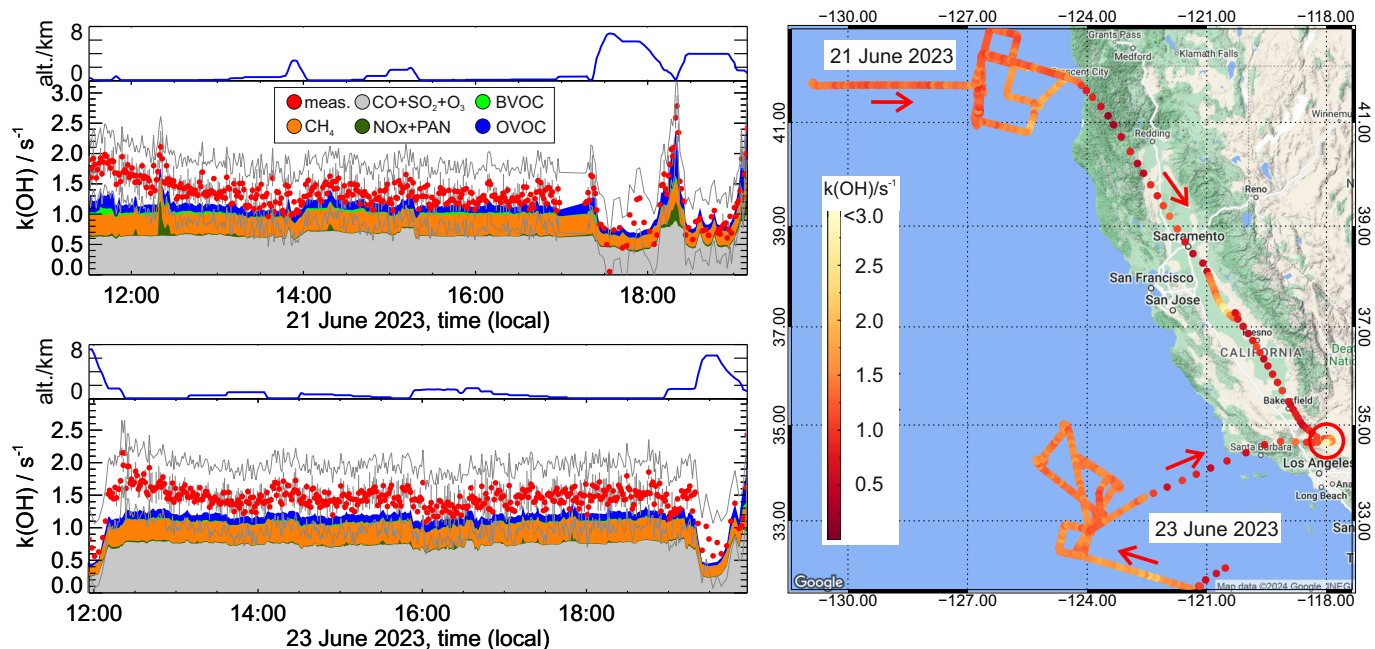 alt./km
8
4
0
k(OH) / s⁻¹
3.0
2.5
2.0
1.5
1.0
0.5
0.0
meas.
CO+SO₂+O₃
BVOC
CH₄
NOx+PAN
OVOC
12:00
14:00
16:00
18:00
21 June 2023, time (local)
alt./km
8
4
0
k(OH) / s⁻¹
2.5
2.0
1.5
1.0
0.5
0.0
12:00
14:00
16:00
18:00
23 June 2023, time (local)
−130.00
−127.00
−124.00
−121.00
−118.00
21 June 2023
Grants Pass
Medford
Klamath Falls
41.00
41.00
Redding
k(OH)/s⁻¹
<3.0
2.5
2.0
1.5
1.0
0.5
Reno
39.00
39.00
Sacramento
San Francisco
San Jose
37.00
37.00
CALIFORNIA
Bakersfield
35.00
35.00
Santa Barbara
Los Angeles
Long Beach
33.00
33.00
23 June 2023
Google
Map data ©2024 Google, INEGI
−130.00
−127.00
−124.00
−121.00
−118.00